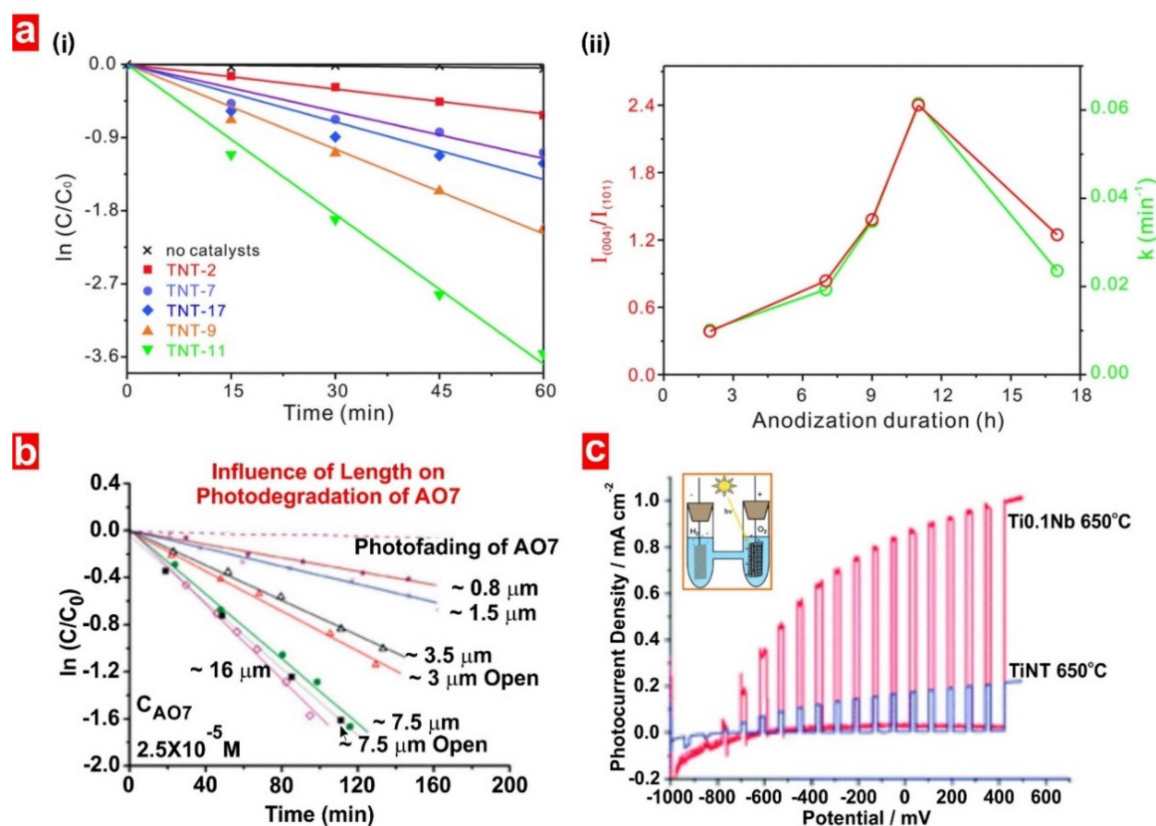 a
(i)
0.0
-0.9
-1.8
-2.7
-3.6
ln (C/C₀)
no catalysts
TNT-2
TNT-7
TNT-17
TNT-9
TNT-11
0 15 30 45 60
Time (min)
(ii)
2.4
1.8
1.2
0.6
0.0
I(004)/I(101)
0.06
0.04
0.02
0.00
k (min⁻¹)
0 3 6 9 12 15 18
Anodization duration (h)
b
Influence of Length on
Photodegradation of AO7
0.4
0.0
-0.4
-0.8
-1.2
-1.6
-2.0
ln (C/C₀)
Photofading of AO7
~ 0.8 μm
~ 1.5 μm
~ 3.5 μm
~ 3 μm Open
~ 16 μm
~ 7.5 μm
~ 7.5 μm Open
C AO7
2.5X10⁻⁵ M
0 40 80 120 160 200
Time (min)
c
1.0
0.8
0.6
0.4
0.2
0.0
-0.2
Photocurrent Density / mA cm⁻²
hν
O₂
Ti0.1Nb 650°C
TiNT 650°C
-1000 -800 -600 -400 -200 0 200 400 600
Potential / mV